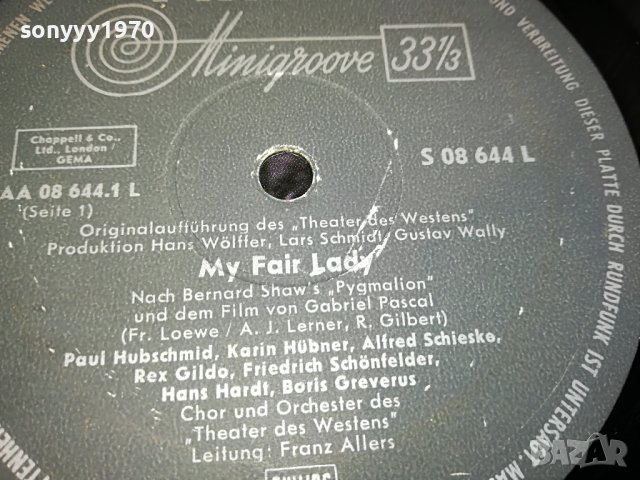 sonyyy1970
Minigroove 33⅓
Chappell & Co.,
Ltd., London/
GEMA
S 08 644 L
AA 08 644.1 L
(Seite 1)
Originalaufführung des „Theater des Westens"
Produktion Hans Wölffer, Lars Schmidt, Gustav Wally
My Fair Lady
Nach Bernard Shaw's „Pygmalion"
und dem Film von Gabriel Pascal
(Fr. Loewe / A. J. Lerner, R. Gilbert)
Paul Hubschmid, Karin Hübner, Alfred Schieske,
Rex Gildo, Friedrich Schönfelder,
Hans Hardt, Boris Greverus
Chor und Orchester des
„Theater des Westens"
Leitung: Franz Allers
PHILIPS
UND VERBREITUNG DIESER PLATTE DURCH RUNDFUNK IST UNTERSAGT.
BAZAR